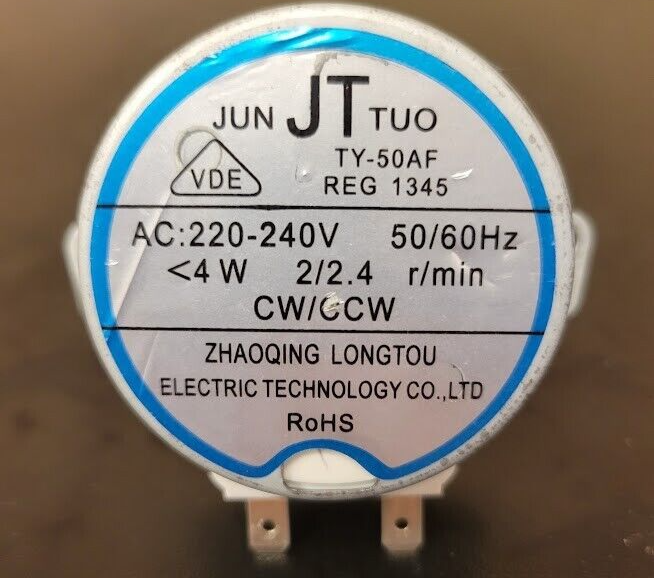 JUN JT TUO
TY-50AF
VDE
REG 1345
AC:220-240V 50/60Hz
<4 W 2/2.4 r/min
CW/CCW
ZHAOQING LONGTOU
ELECTRIC TECHNOLOGY CO.,LTD
RoHS